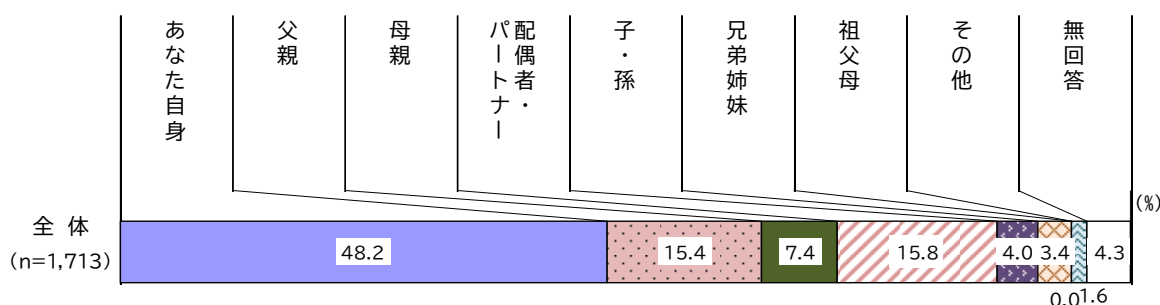 あなた自身
父親
母親
配偶者・
パートナー
子・孫
兄弟姉妹
祖父母
その他
無回答
(%)
全 体
(n=1,713)
48.2
15.4
7.4
15.8
4.0
3.4
4.3
0.0
1.6